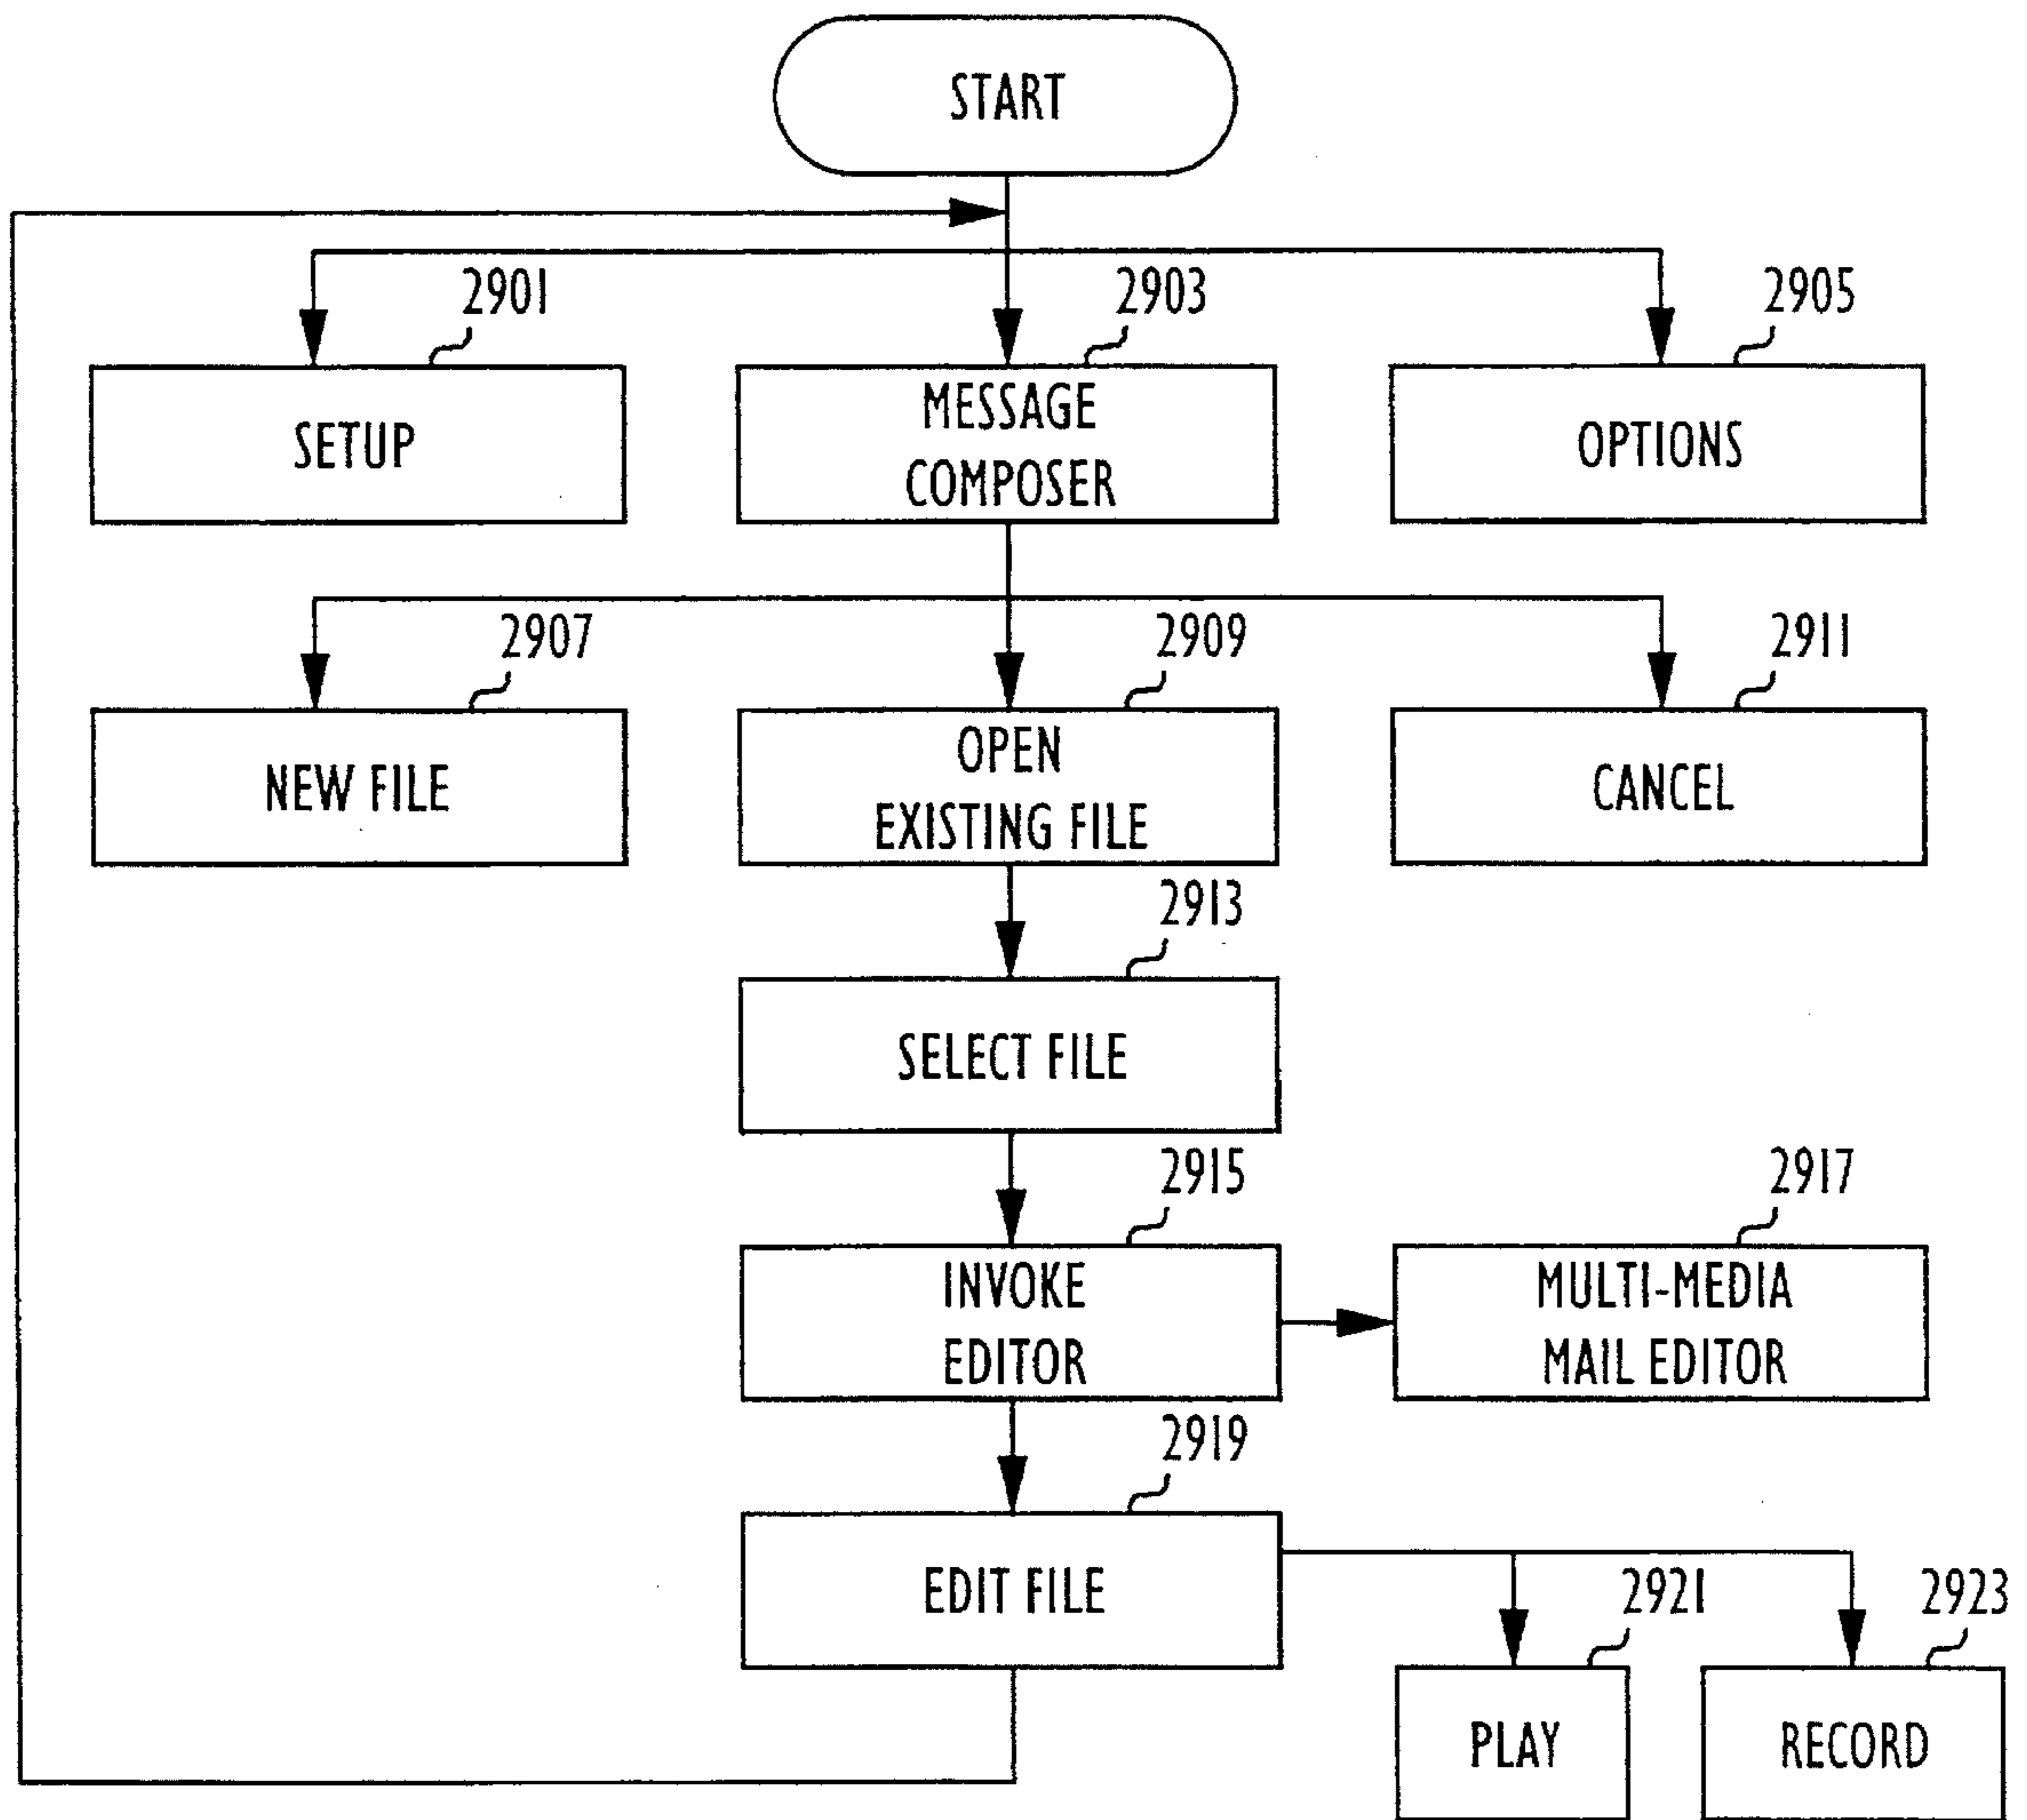 START
2901
2903
2905
SETUP
MESSAGE
COMPOSER
OPTIONS
2907
2909
2911
NEW FILE
OPEN
EXISTING FILE
CANCEL
2913
SELECT FILE
2915
2917
INVOKE
EDITOR
MULTI-MEDIA
MAIL EDITOR
2919
EDIT FILE
2921
2923
PLAY
RECORD